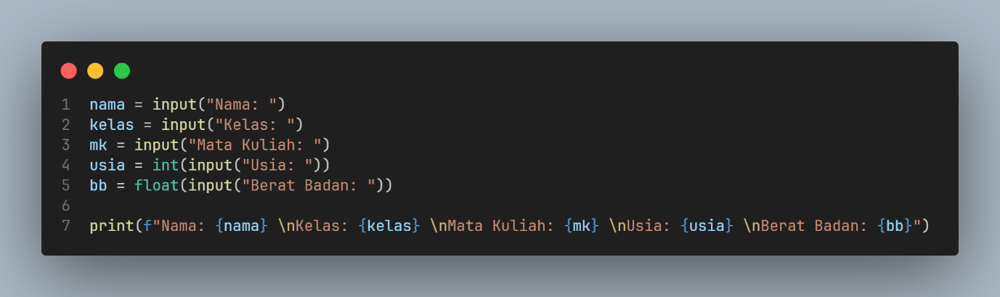 1 nama = input("Nama: ")
2 kelas = input("Kelas: ")
3 mk = input("Mata Kuliah: ")
4 usia = int(input("Usia: "))
5 bb = float(input("Berat Badan: "))
6
7 print(f"Nama: {nama} \nKelas: {kelas} \nMata Kuliah: {mk} \nUsia: {usia} \nBerat Badan: {bb}")